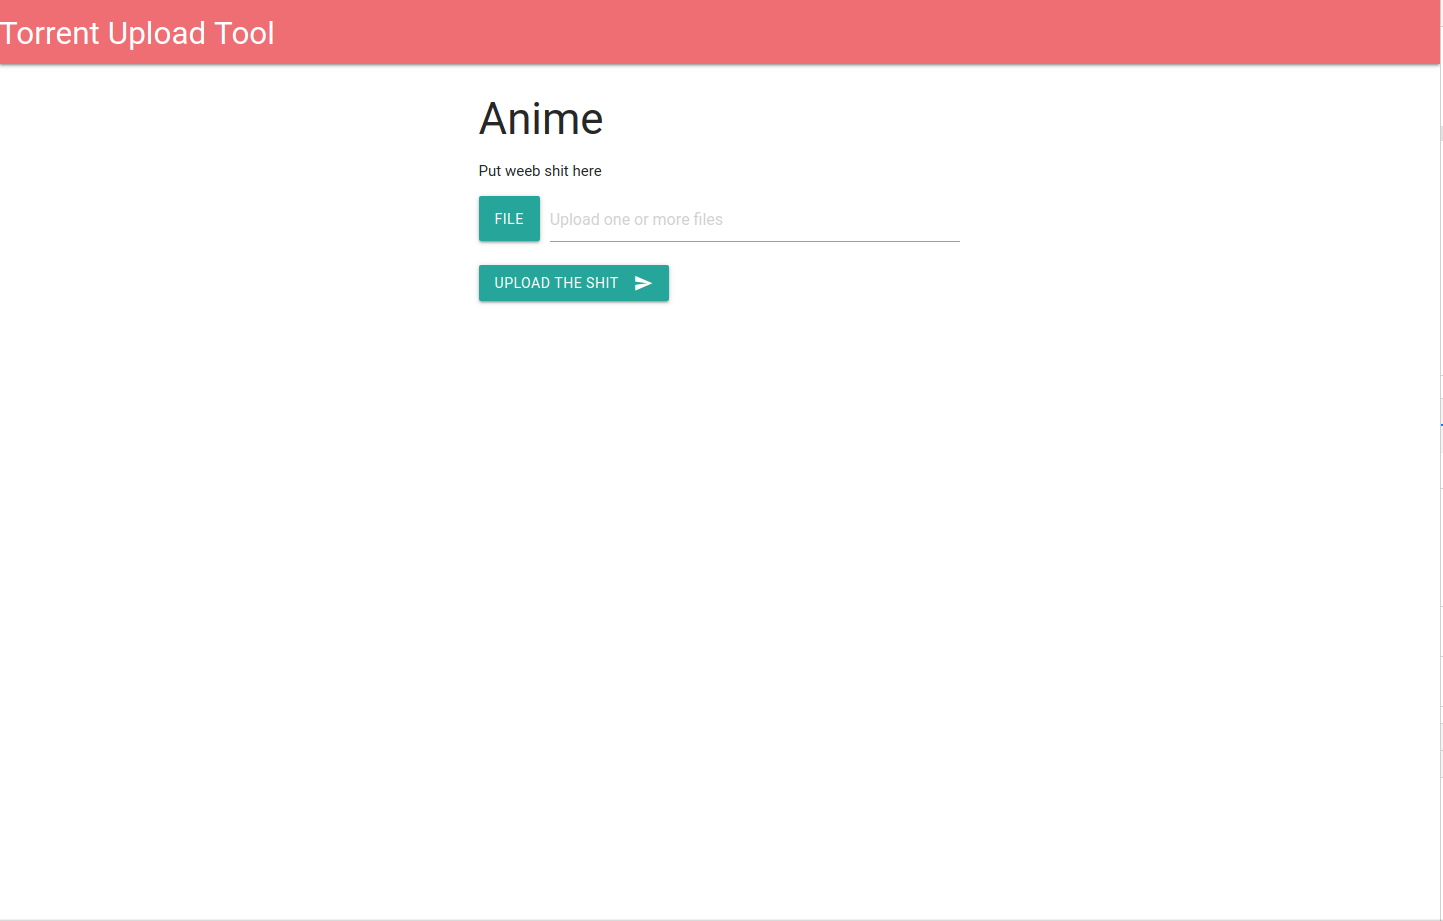 Torrent Upload Tool
Anime
Put weeb shit here
FILE
Upload one or more files
UPLOAD THE SHIT